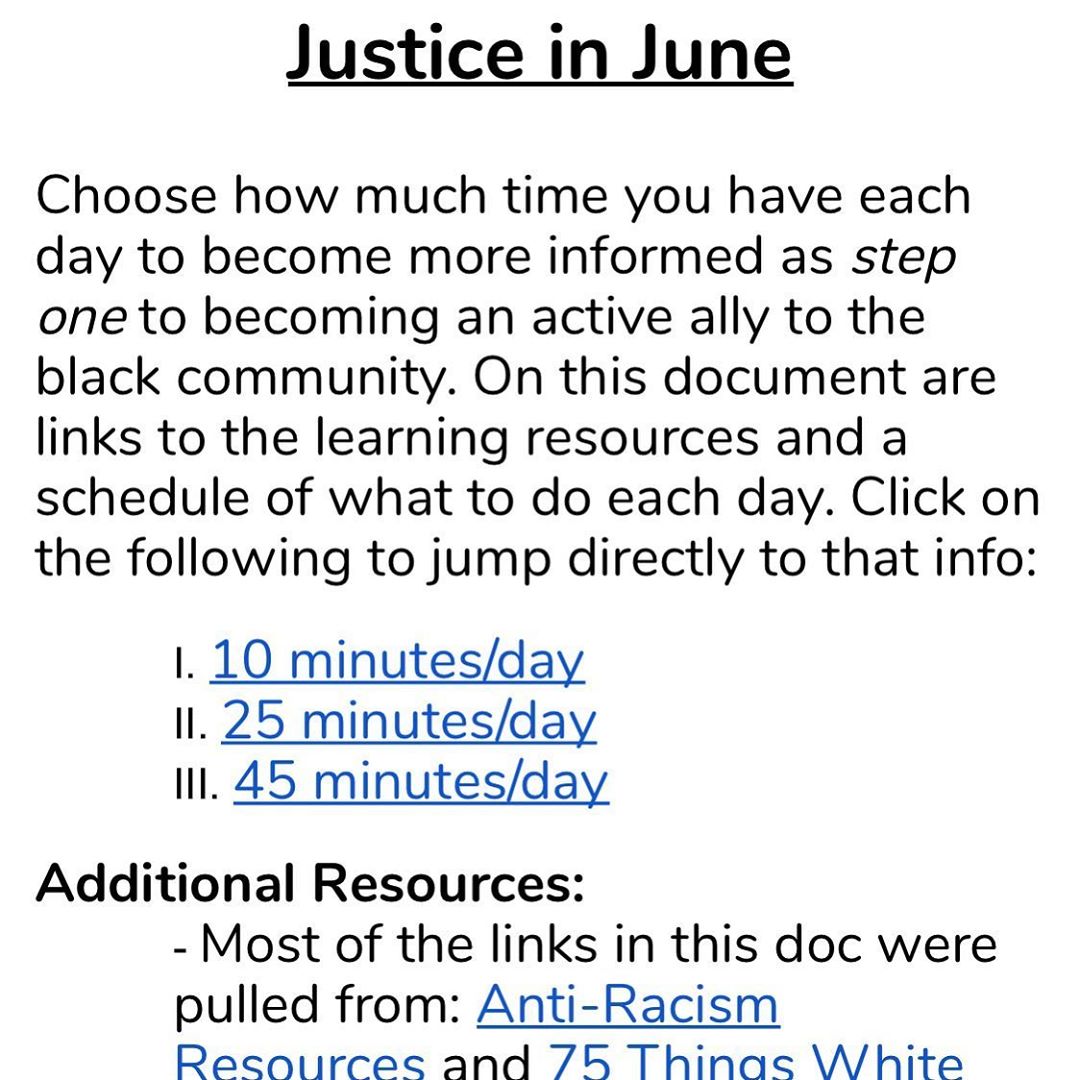 Justice in June
Choose how much time you have each
day to become more informed as step
one to becoming an active ally to the
black community. On this document are
links to the learning resources and a
schedule of what to do each day. Click on
the following to jump directly to that info:
I. 10 minutes/day
II. 25 minutes/day
III. 45 minutes/day
Additional Resources:
- Most of the links in this doc were
pulled from: Anti-Racism
Resources and 75 Things White